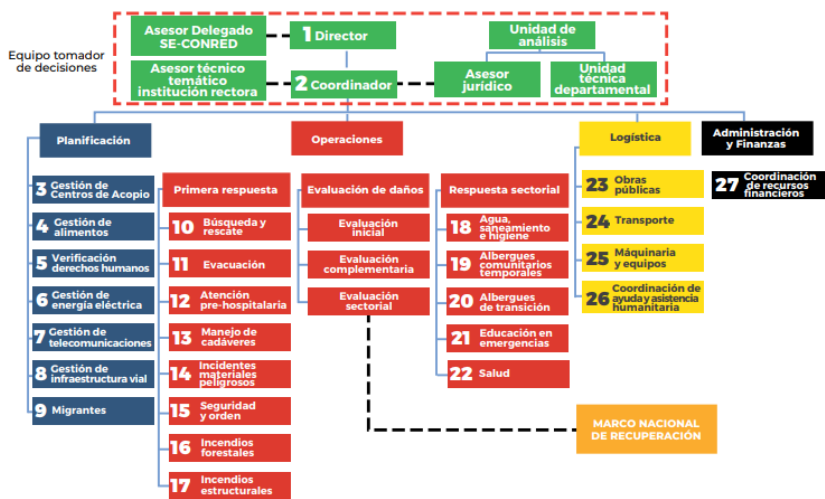 Equipo tomador
de decisiones
Asesor Delegado
SE-CONRED
1 Director
Unidad
de análisis
Asesor técnico
temático
institución rectora
2 Coordinador
Asesor
jurídico
Unidad
técnica
departamental
Planificación
Operaciones
Logística
Administración
y Finanzas
3 Gestión de
Centros de Acopio
4 Gestión de
alimentos
5 Verificación
derechos humanos
6 Gestión de
energía eléctrica
7 Gestión de
telecomunicaciones
8 Gestión de
infraestructura vial
9 Migrantes
Primera respuesta
10 Búsqueda y
rescate
11 Evacuación
12 Atención
pre-hospitalaria
13 Manejo de
cadáveres
14 Incidentes
materiales
peligrosos
15 Seguridad
y orden
16 Incendios
forestales
17 Incendios
estructurales
Evaluación de daños
Evaluación
inicial
Evaluación
complementaria
Evaluación
sectorial
Respuesta sectorial
18 Agua,
saneamiento
e higiene
19 Albergues
comunitarios
temporales
20 Albergues
de transición
21 Educación en
emergencias
22 Salud
23 Obras
públicas
24 Transporte
25 Máquinaria
y equipos
26 Coordinación de
ayuda y asistencia
humanitaria
27 Coordinación
de recursos
financieros
MARCO NACIONAL
DE RECUPERACIÓN